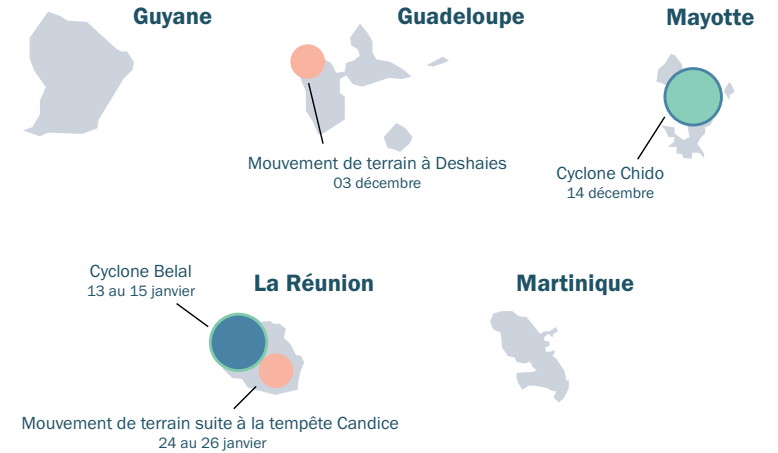 Guyane
Guadeloupe
Mayotte
Mouvement de terrain à Deshaies
03 décembre
Cyclone Chido
14 décembre
Cyclone Belal
13 au 15 janvier
La Réunion
Martinique
Mouvement de terrain suite à la tempête Candice
24 au 26 janvier